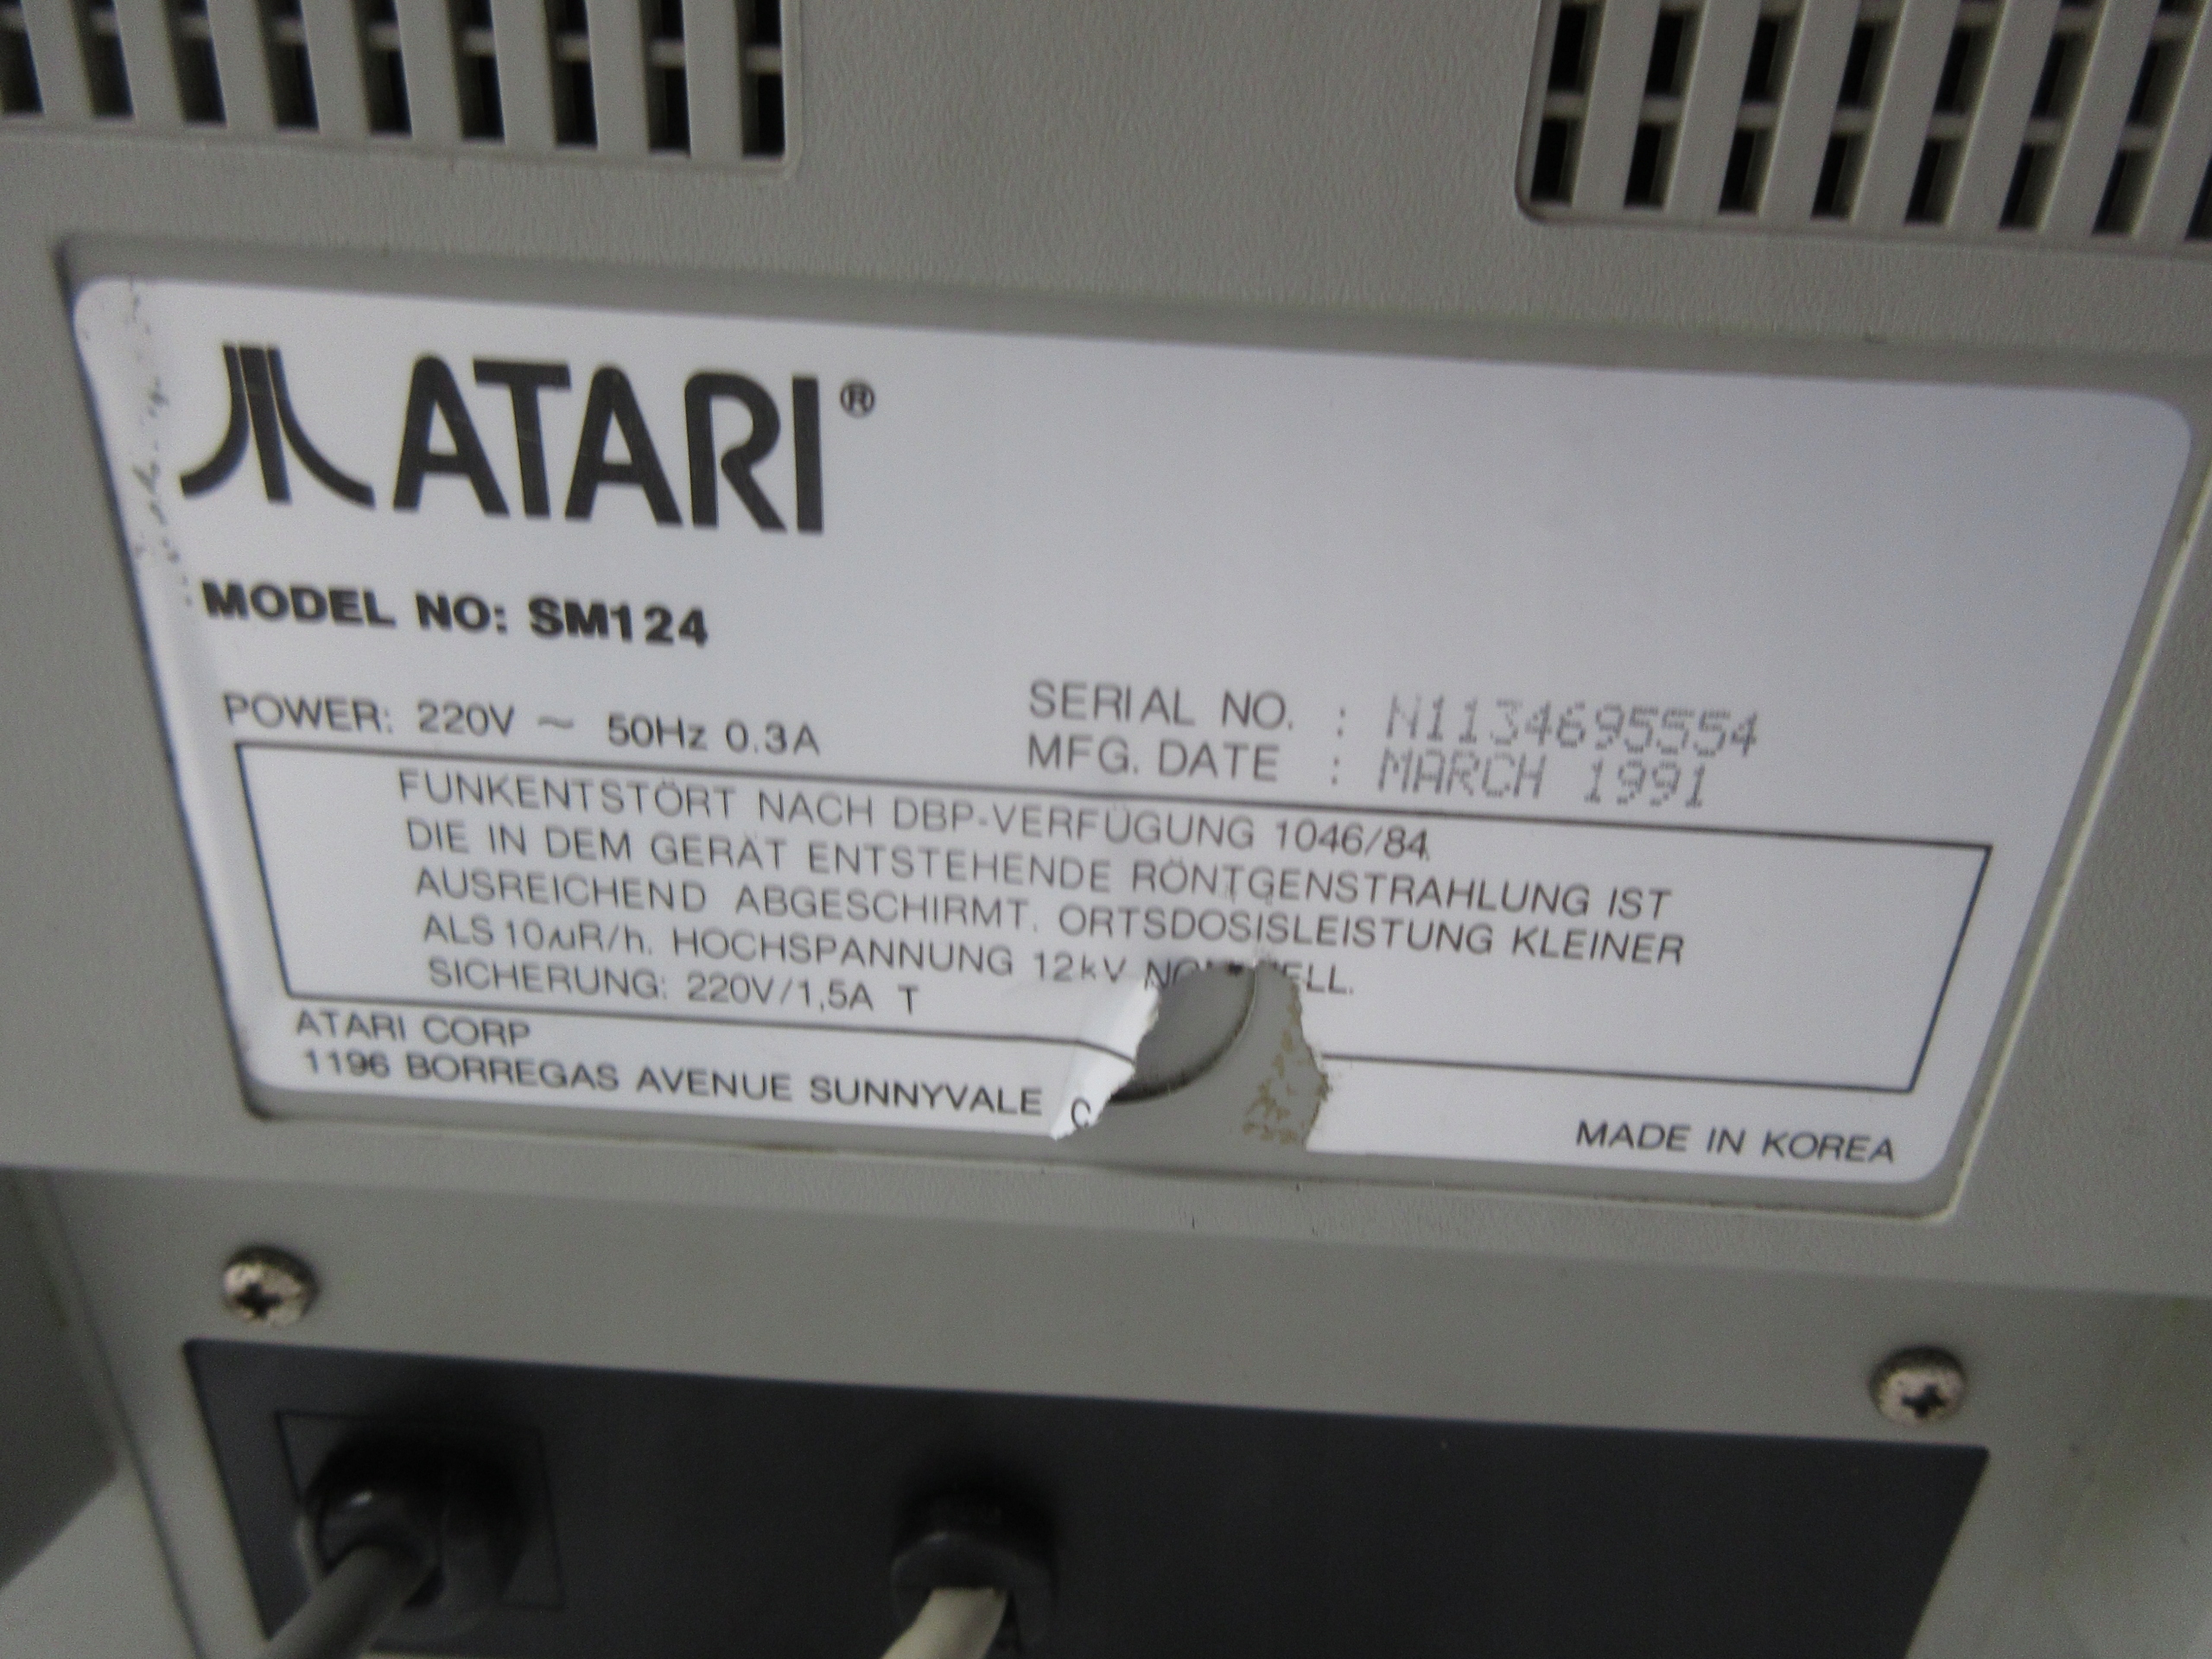 ATARI®
MODEL NO: SM124
POWER: 220V ~ 50Hz 0.3A
SERIAL NO. : N1134695554
MFG. DATE : MARCH 1991
FUNKENTSTÖRT NACH DBP-VERFÜGUNG 1046/84.
DIE IN DEM GERÄT ENTSTEHENDE RÖNTGENSTRAHLUNG IST
AUSREICHEND ABGESCHIRMT. ORTSDOSISLEISTUNG KLEINER
ALS 10µR/h. HOCHSPANNUNG 12kV
SICHERUNG: 220V/1,5A T
ATARI CORP
1196 BORREGAS AVENUE SUNNYVALE
MADE IN KOREA